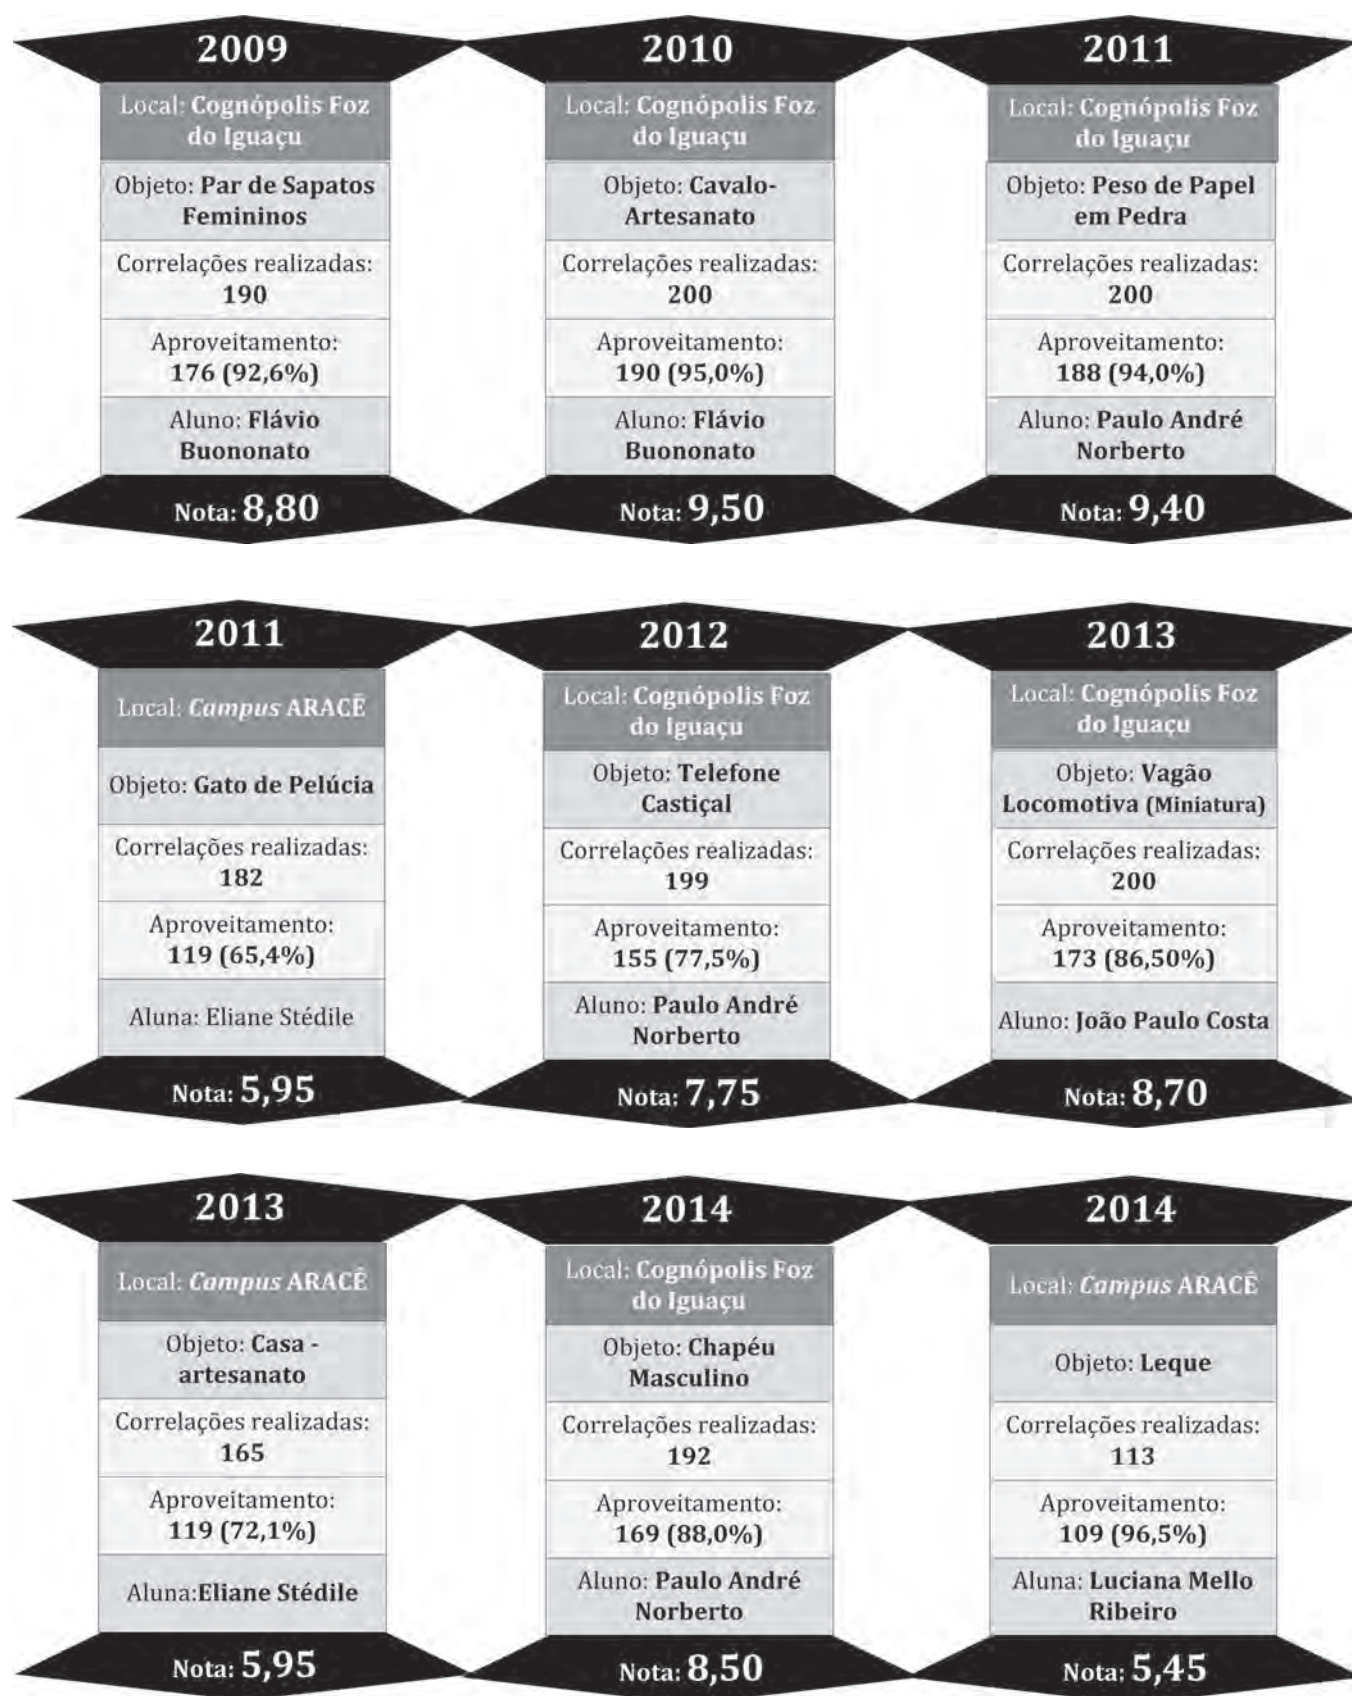 2009
Local: Cognópolis Foz
do Iguaçu
Objeto: Par de Sapatos
Femininos
Correlações realizadas:
190
Aproveitamento:
176 (92,6%)
Aluno: Flávio
Buononato
Nota: 8,80
2010
Local: Cognópolis Foz
do Iguaçu
Objeto: Cavalo-
Artesanato
Correlações realizadas:
200
Aproveitamento:
190 (95,0%)
Aluno: Flávio
Buononato
Nota: 9,50
2011
Local: Cognópolis Foz
do Iguaçu
Objeto: Peso de Papel
em Pedra
Correlações realizadas:
200
Aproveitamento:
188 (94,0%)
Aluno: Paulo André
Norberto
Nota: 9,40
2011
Local: Campus ARACÊ
Objeto: Gato de Pelúcia
Correlações realizadas:
182
Aproveitamento:
119 (65,4%)
Aluna: Eliane Stédile
Nota: 5,95
2012
Local: Cognópolis Foz
do Iguaçu
Objeto: Telefone
Castiçal
Correlações realizadas:
199
Aproveitamento:
155 (77,5%)
Aluno: Paulo André
Norberto
Nota: 7,75
2013
Local: Cognópolis Foz
do Iguaçu
Objeto: Vagão
Locomotiva (Miniatura)
Correlações realizadas:
200
Aproveitamento:
173 (86,50%)
Aluno: João Paulo Costa
Nota: 8,70
2013
Local: Campus ARACÊ
Objeto: Casa -
artesanato
Correlações realizadas:
165
Aproveitamento:
119 (72,1%)
Aluna:Eliane Stédile
Nota: 5,95
2014
Local: Cognópolis Foz
do Iguaçu
Objeto: Chapéu
Masculino
Correlações realizadas:
192
Aproveitamento:
169 (88,0%)
Aluno: Paulo André
Norberto
Nota: 8,50
2014
Local: Campus ARACÊ
Objeto: Leque
Correlações realizadas:
113
Aproveitamento:
109 (96,5%)
Aluna: Luciana Mello
Ribeiro
Nota: 5,45